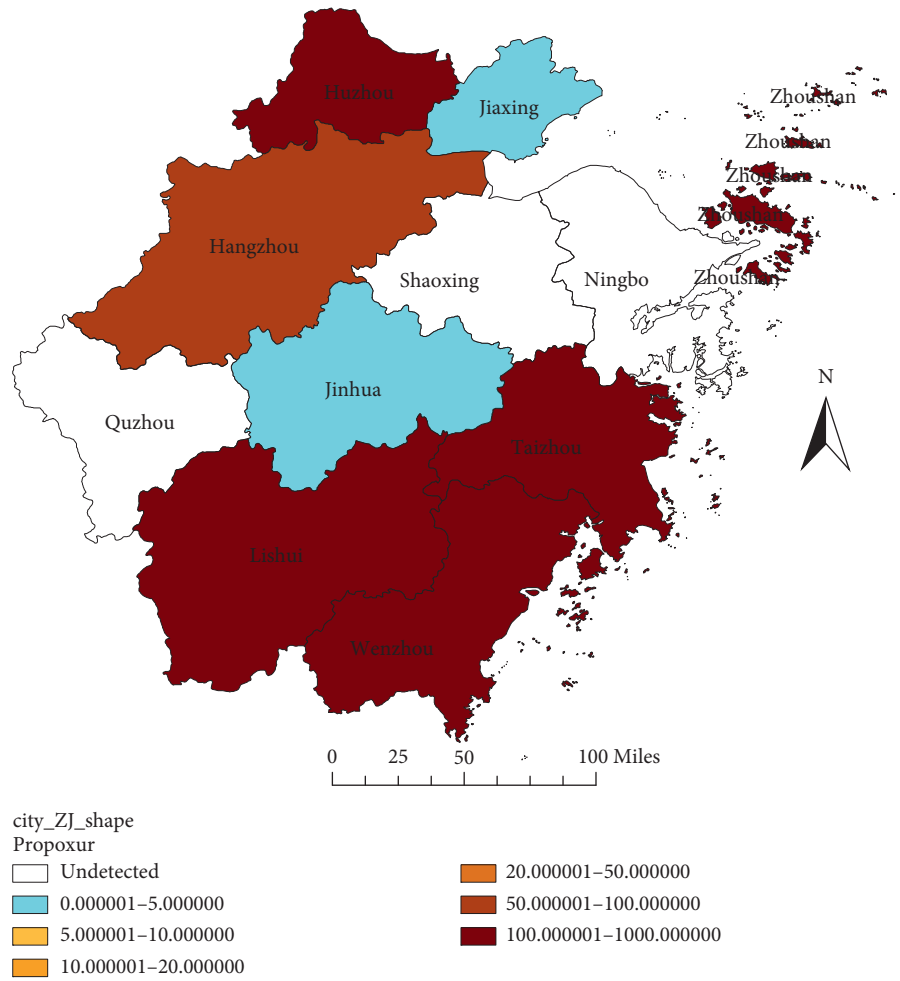 Huzhou
Jiaxing
Zhoushan
Zhoushan
Zhoushan
Zhoushan
Hangzhou
Shaoxing
Ningbo
Zhoushan
Jinhua
N
Quzhou
Taizhou
Lishui
Wenzhou
0 25 50 100 Miles
city_ZJ_shape
Propoxur
Undetected
0.000001–5.000000
5.000001–10.000000
10.000001–20.000000
20.000001–50.000000
50.000001–100.000000
100.000001–1000.000000